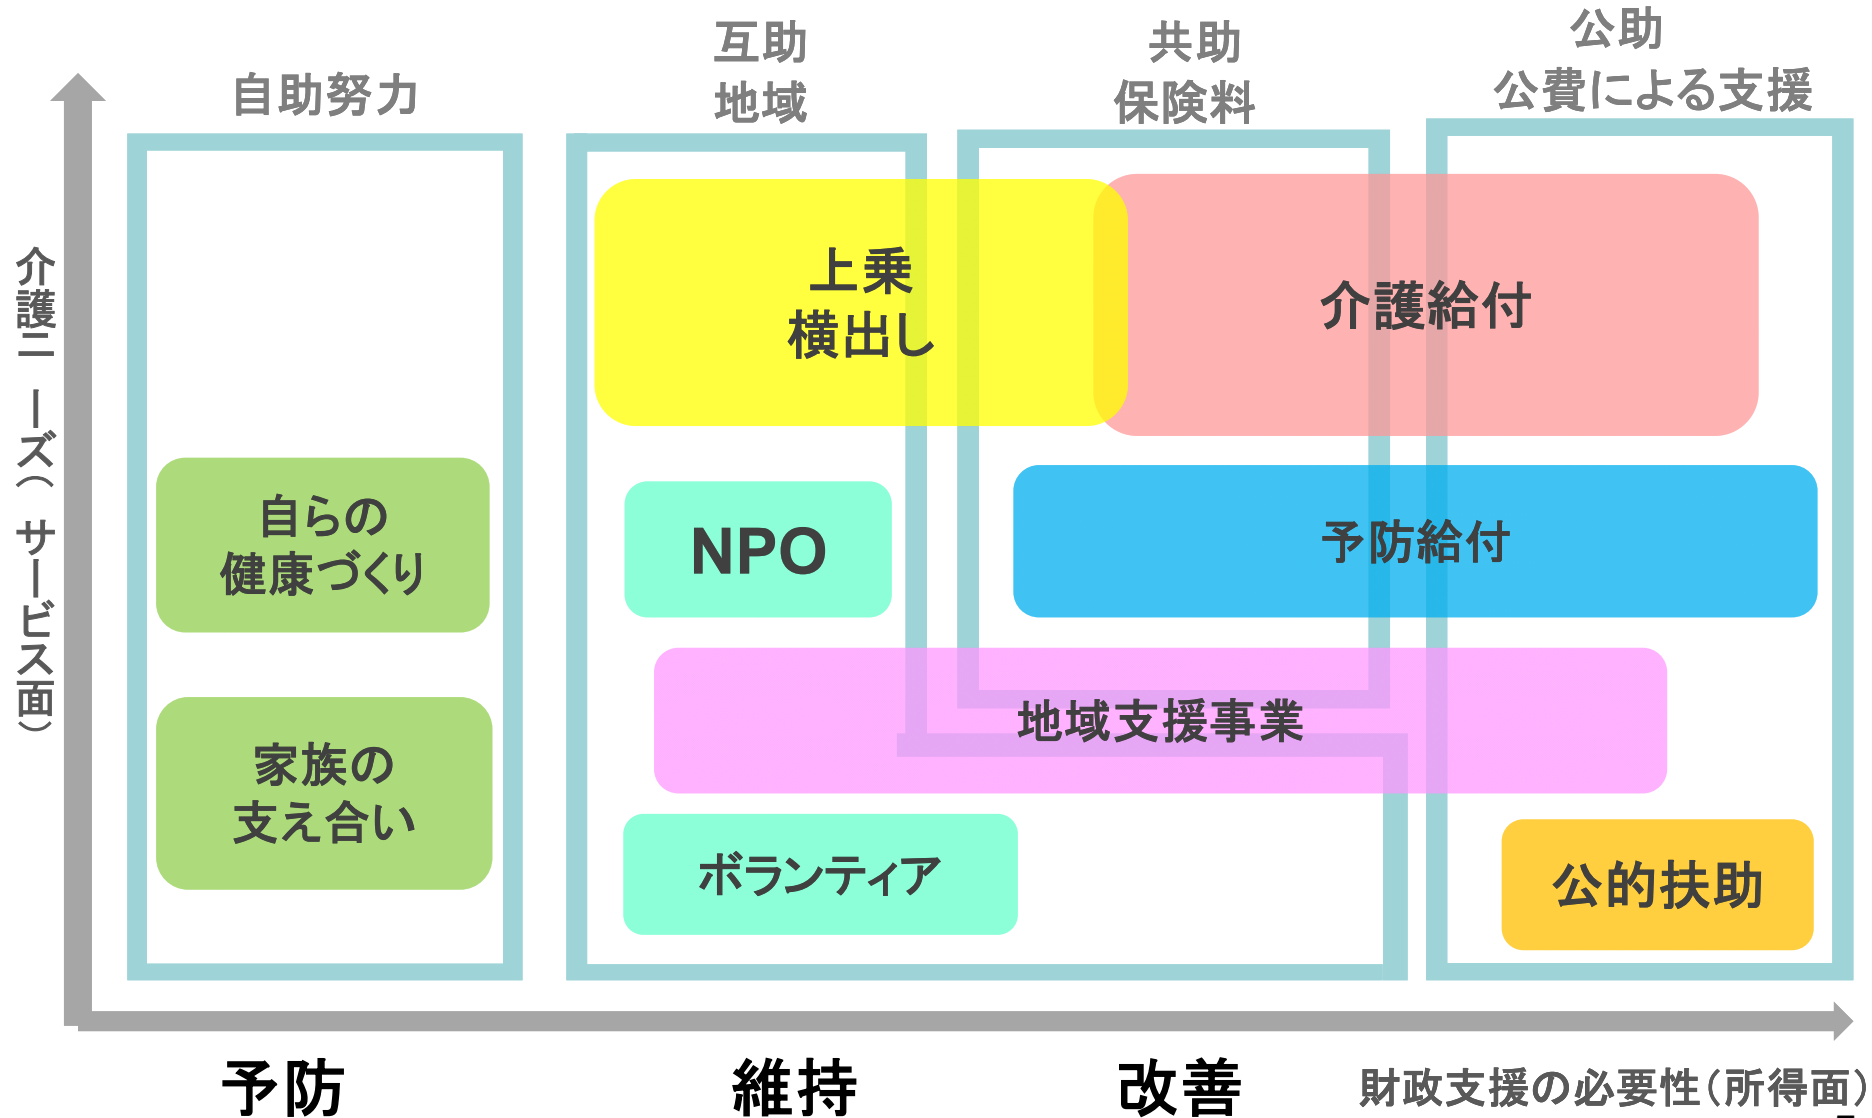 自助努力
互助
地域
共助
保険料
公助
公費による支援
介護ニーズ（サービス面）
上乗
横出し
介護給付
自らの
健康づくり
NPO
予防給付
家族の
支え合い
地域支援事業
ボランティア
公的扶助
予防
維持
改善
財政支援の必要性（所得面）